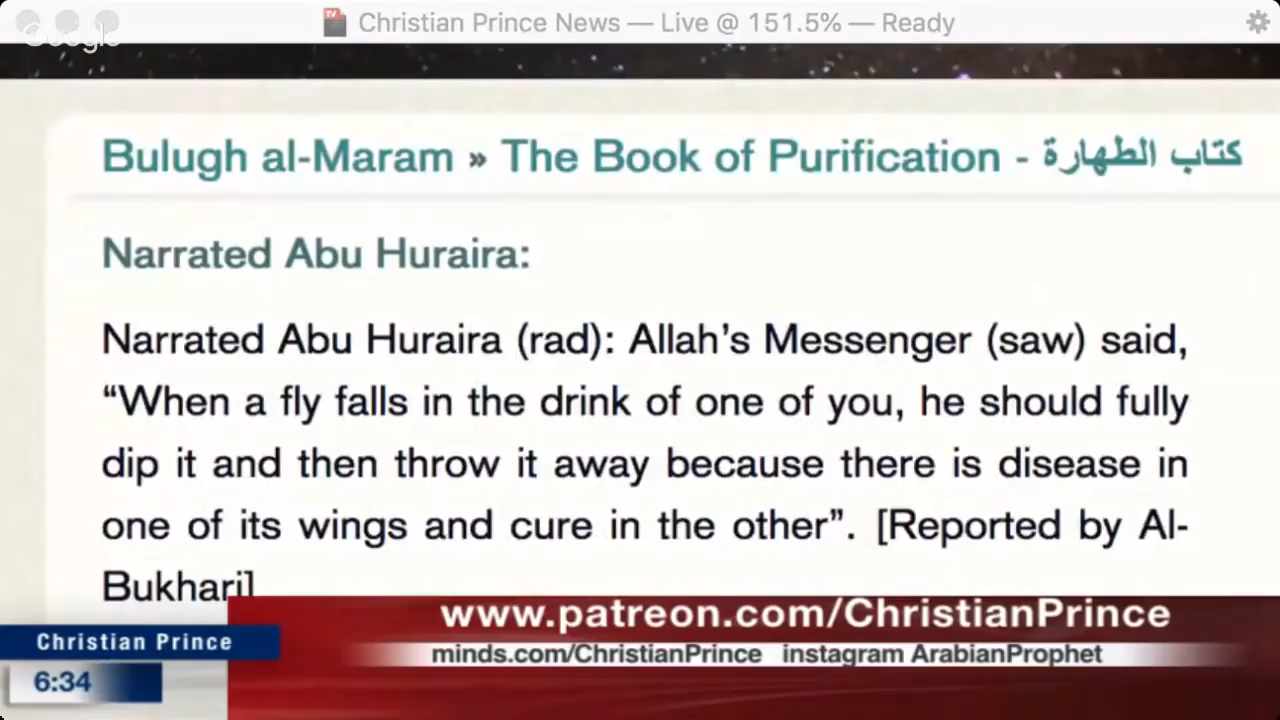 Christian Prince News — Live @ 151.5% — Ready
Google
Bulugh al-Maram » The Book of Purification - كتاب الطهارة
Narrated Abu Huraira:
Narrated Abu Huraira (rad): Allah’s Messenger (saw) said,
“When a fly falls in the drink of one of you, he should fully
dip it and then throw it away because there is disease in
one of its wings and cure in the other”. [Reported by Al-
Bukhari]
www.patreon.com/ChristianPrince
Christian Prince
minds.com/ChristianPrince instagram ArabianProphet
6:34